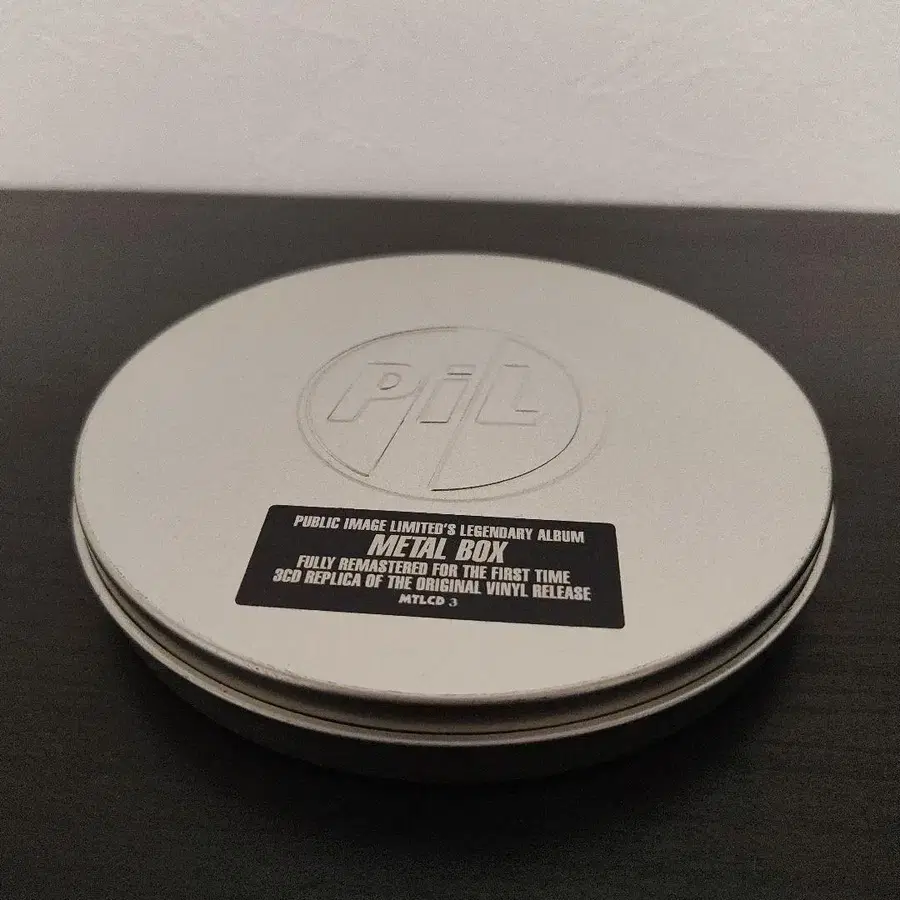 PiL
PUBLIC IMAGE LIMITED'S LEGENDARY ALBUM
METAL BOX
FULLY REMASTERED FOR THE FIRST TIME
3CD REPLICA OF THE ORIGINAL VINYL RELEASE
MTLCD 3